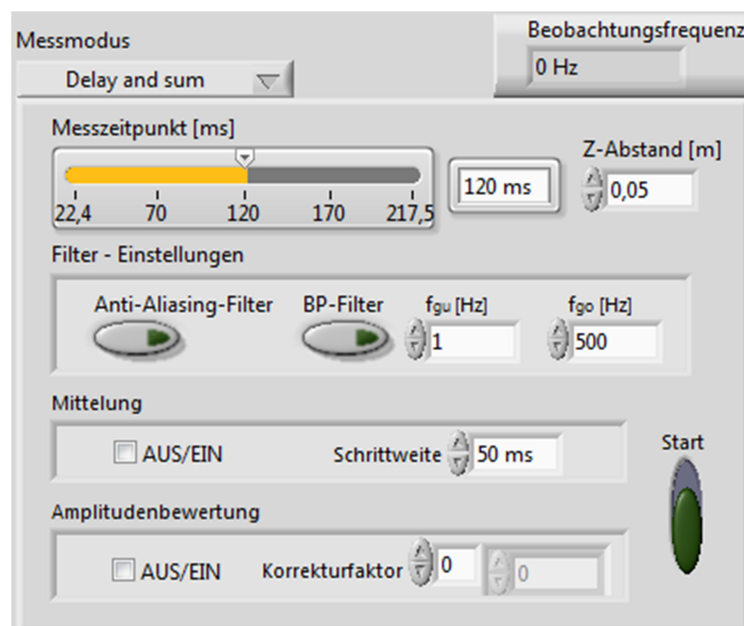 Messmodus
Beobachtungsfrequenz
Delay and sum
0 Hz
Messzeitpunkt [ms]
Z-Abstand [m]
120 ms
0,05
22,4 70 120 170 217,5
Filter - Einstellungen
Anti-Aliasing-Filter BP-Filter fgu [Hz] fgo [Hz]
1 500
Mittelung
AUS/EIN Schrittweite 50 ms
Start
Amplitudenbewertung
AUS/EIN Korrekturfaktor 0 0